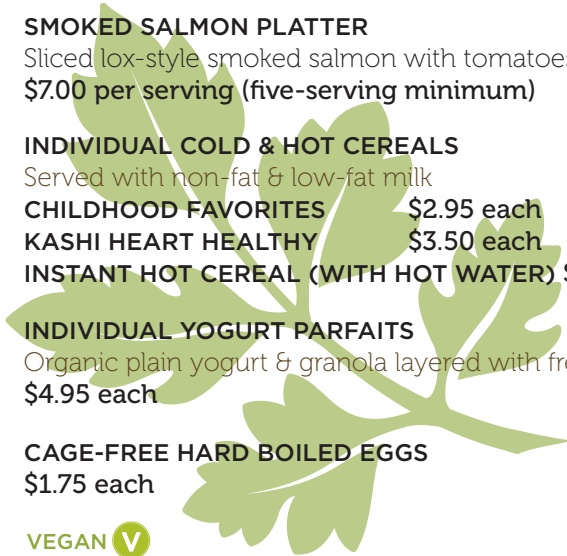 SMOKED SALMON PLATTER
Sliced lox-style smoked salmon with tomatoes
$7.00 per serving (five-serving minimum)
INDIVIDUAL COLD & HOT CEREALS
Served with non-fat & low-fat milk
CHILDHOOD FAVORITES $2.95 each
KASHI HEART HEALTHY $3.50 each
INSTANT HOT CEREAL (WITH HOT WATER)
INDIVIDUAL YOGURT PARFAITS
Organic plain yogurt & granola layered with
$4.95 each
CAGE-FREE HARD BOILED EGGS
$1.75 each
VEGAN V